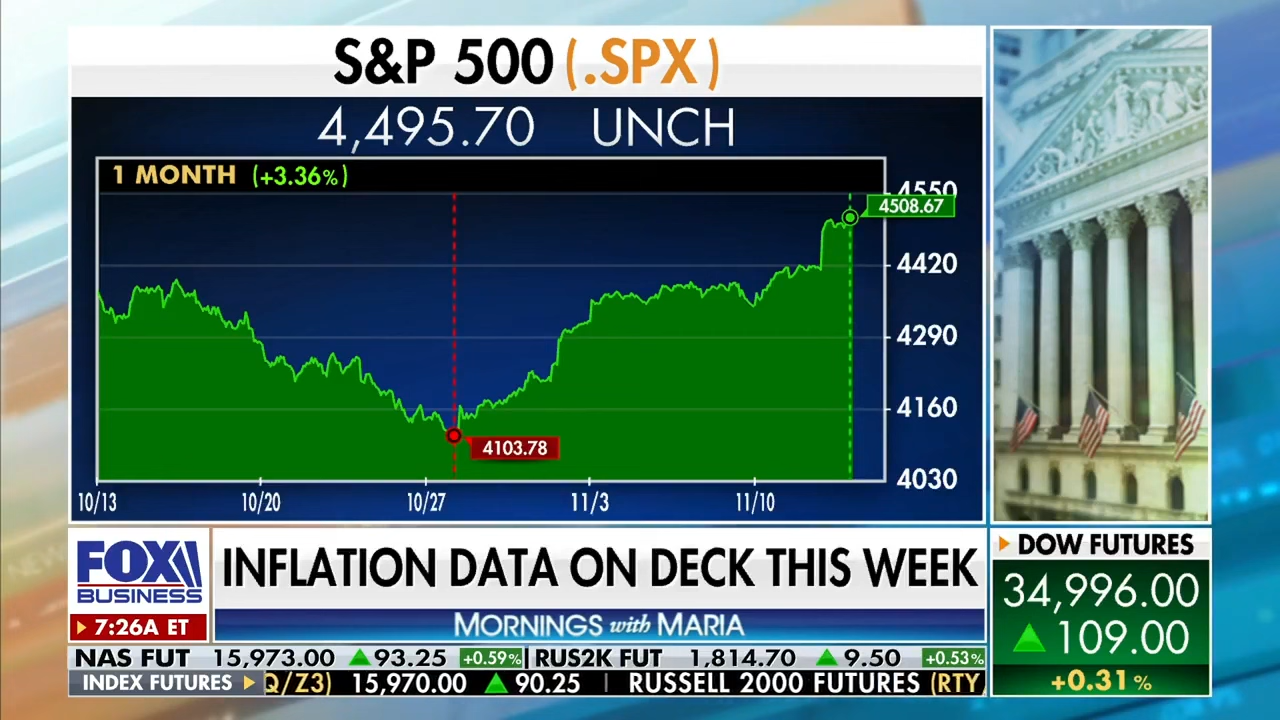 S&P 500 (.SPX)
4,495.70 UNCH
1 MONTH (+3.36%)
4550
4508.67
4420
4290
4160
4103.78
4030
10/13 10/20 10/27 11/3 11/10
FOX
BUSINESS
7:26A ET
INFLATION DATA ON DECK THIS WEEK
MORNINGS with MARIA
DOW FUTURES
34,996.00
109.00
+0.31%
NAS FUT 15,973.00 93.25 +0.59% RUS2K FUT 1,814.70 9.50 +0.53%
INDEX FUTURES Q/Z3) 15,970.00 90.25 | RUSSELL 2000 FUTURES (RTY